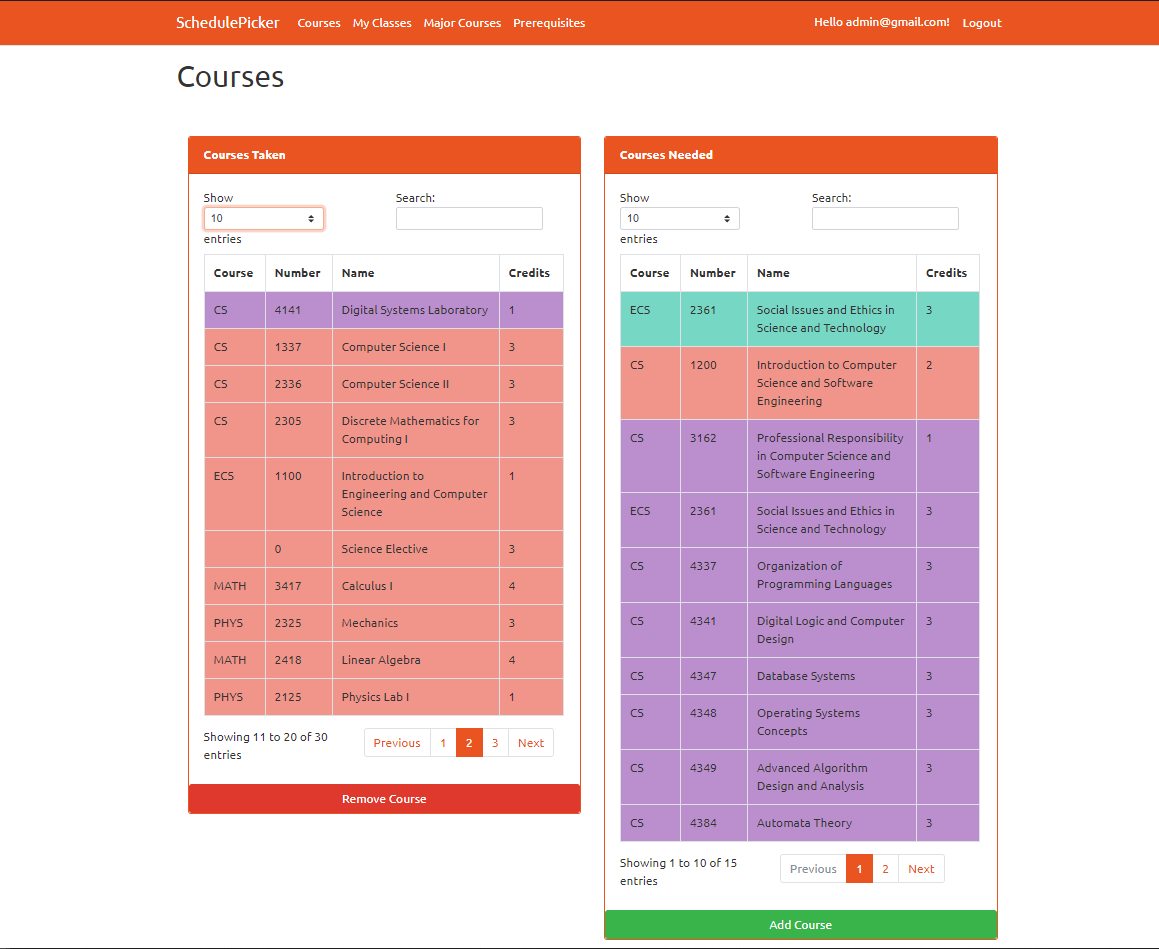 SchedulePicker Courses My Classes Major Courses Prerequisites Hello admin@gmail.com! Logout
Courses
Courses Taken
Show Search:
10
entries
Course Number Name Credits
CS 4141 Digital Systems Laboratory 1
CS 1337 Computer Science I 3
CS 2336 Computer Science II 3
CS 2305 Discrete Mathematics for 3
Computing I
ECS 1100 Introduction to 1
Engineering and Computer
Science
0 Science Elective 3
MATH 3417 Calculus I 4
PHYS 2325 Mechanics 3
MATH 2418 Linear Algebra 4
PHYS 2125 Physics Lab I 1
Showing 11 to 20 of 30
entries
Previous 1 2 3 Next
Remove Course
Courses Needed
Show Search:
10
entries
Course Number Name Credits
ECS 2361 Social Issues and Ethics in 3
Science and Technology
CS 1200 Introduction to Computer 2
Science and Software
Engineering
CS 3162 Professional Responsibility 1
in Computer Science and
Software Engineering
ECS 2361 Social Issues and Ethics in 3
Science and Technology
CS 4337 Organization of 3
Programming Languages
CS 4341 Digital Logic and Computer 3
Design
CS 4347 Database Systems 3
CS 4348 Operating Systems 3
Concepts
CS 4349 Advanced Algorithm 3
Design and Analysis
CS 4384 Automata Theory 3
Showing 1 to 10 of 15
entries
Previous 1 2 Next
Add Course